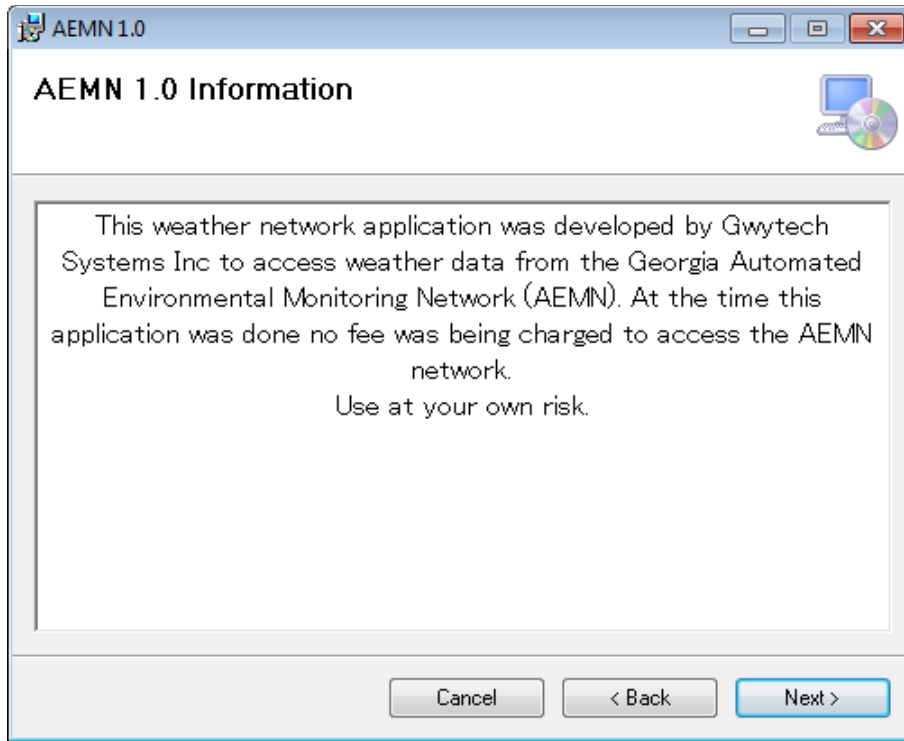 AEMN 1.0
AEMN 1.0 Information
This weather network application was developed by Gwytech
Systems Inc to access weather data from the Georgia Automated
Environmental Monitoring Network (AEMN). At the time this
application was done no fee was being charged to access the AEMN
network.
Use at your own risk.
Cancel
< Back
Next >